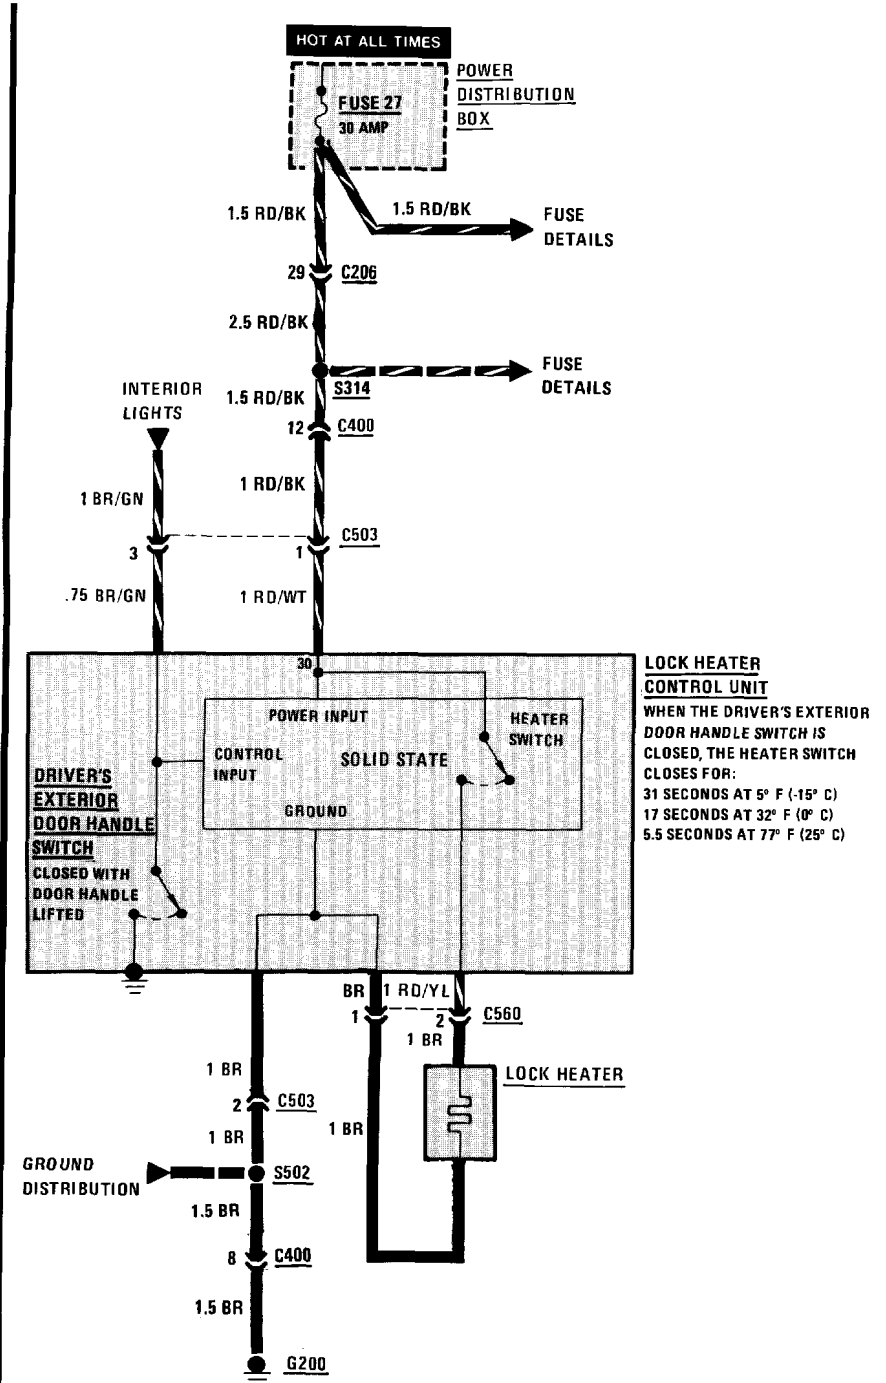 HOT AT ALL TIMES
POWER
DISTRIBUTION
BOX
FUSE 27
30 AMP
1.5 RD/BK
1.5 RD/BK
FUSE
DETAILS
29
C206
2.5 RD/BK
FUSE
DETAILS
S314
INTERIOR
LIGHTS
1.5 RD/BK
12
C400
1 BR/GN
1 RD/BK
C503
3
1
.75 BR/GN
1 RD/WT
30
LOCK HEATER
CONTROL UNIT
WHEN THE DRIVER'S EXTERIOR
DOOR HANDLE SWITCH IS
CLOSED, THE HEATER SWITCH
CLOSES FOR:
31 SECONDS AT 5° F (-15° C)
17 SECONDS AT 32° F (0° C)
5.5 SECONDS AT 77° F (25° C)
POWER INPUT
HEATER
SWITCH
CONTROL
INPUT
SOLID STATE
GROUND
DRIVER'S
EXTERIOR
DOOR HANDLE
SWITCH
CLOSED WITH
DOOR HANDLE
LIFTED
BR
1 RD/YL
1
2
C560
1 BR
LOCK HEATER
1 BR
2
C503
1 BR
1 BR
GROUND
DISTRIBUTION
S502
1.5 BR
8
C400
1.5 BR
G200